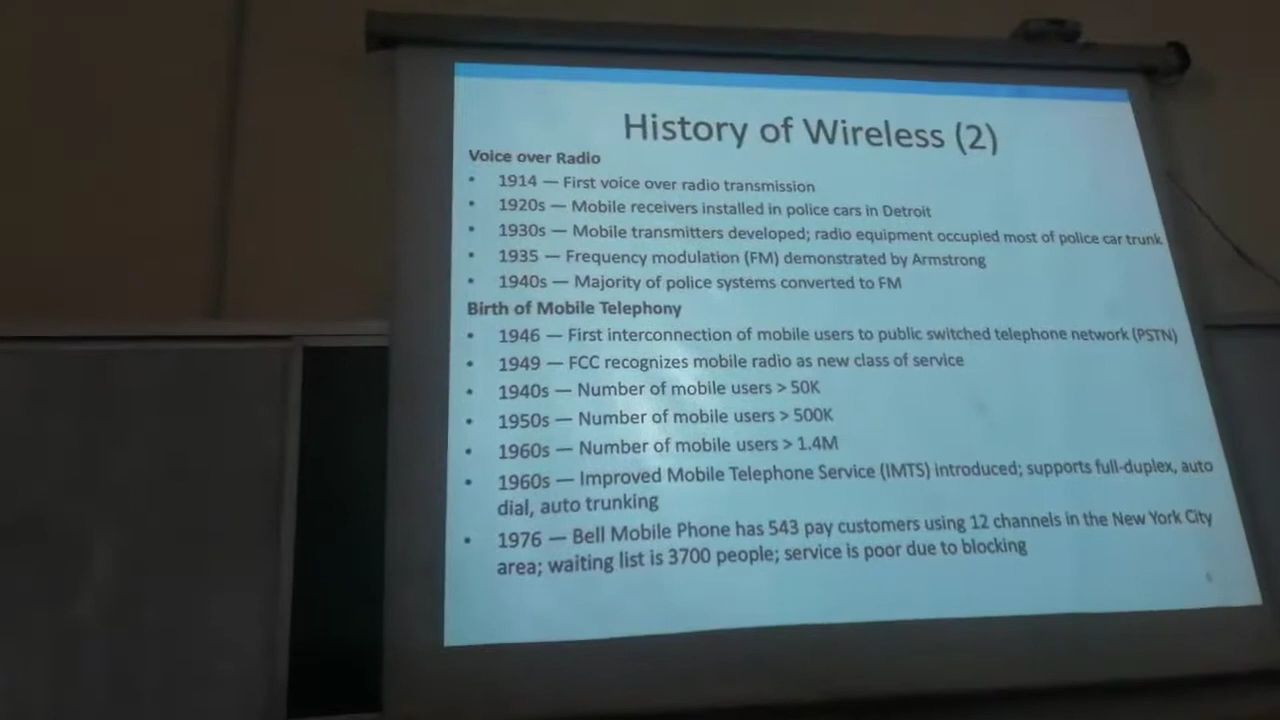 History of Wireless (2)
Voice over Radio
• 1914 — First voice over radio transmission
• 1920s — Mobile receivers installed in police cars in Detroit
• 1930s — Mobile transmitters developed; radio equipment occupied most of police car trunk
• 1935 — Frequency modulation (FM) demonstrated by Armstrong
• 1940s — Majority of police systems converted to FM
Birth of Mobile Telephony
• 1946 — First interconnection of mobile users to public switched telephone network (PSTN)
• 1949 — FCC recognizes mobile radio as new class of service
• 1940s — Number of mobile users > 50K
• 1950s — Number of mobile users > 500K
• 1960s — Number of mobile users > 1.4M
• 1960s — Improved Mobile Telephone Service (IMTS) introduced; supports full-duplex, auto
dial, auto trunking
• 1976 — Bell Mobile Phone has 543 pay customers using 12 channels in the New York City
area; waiting list is 3700 people; service is poor due to blocking